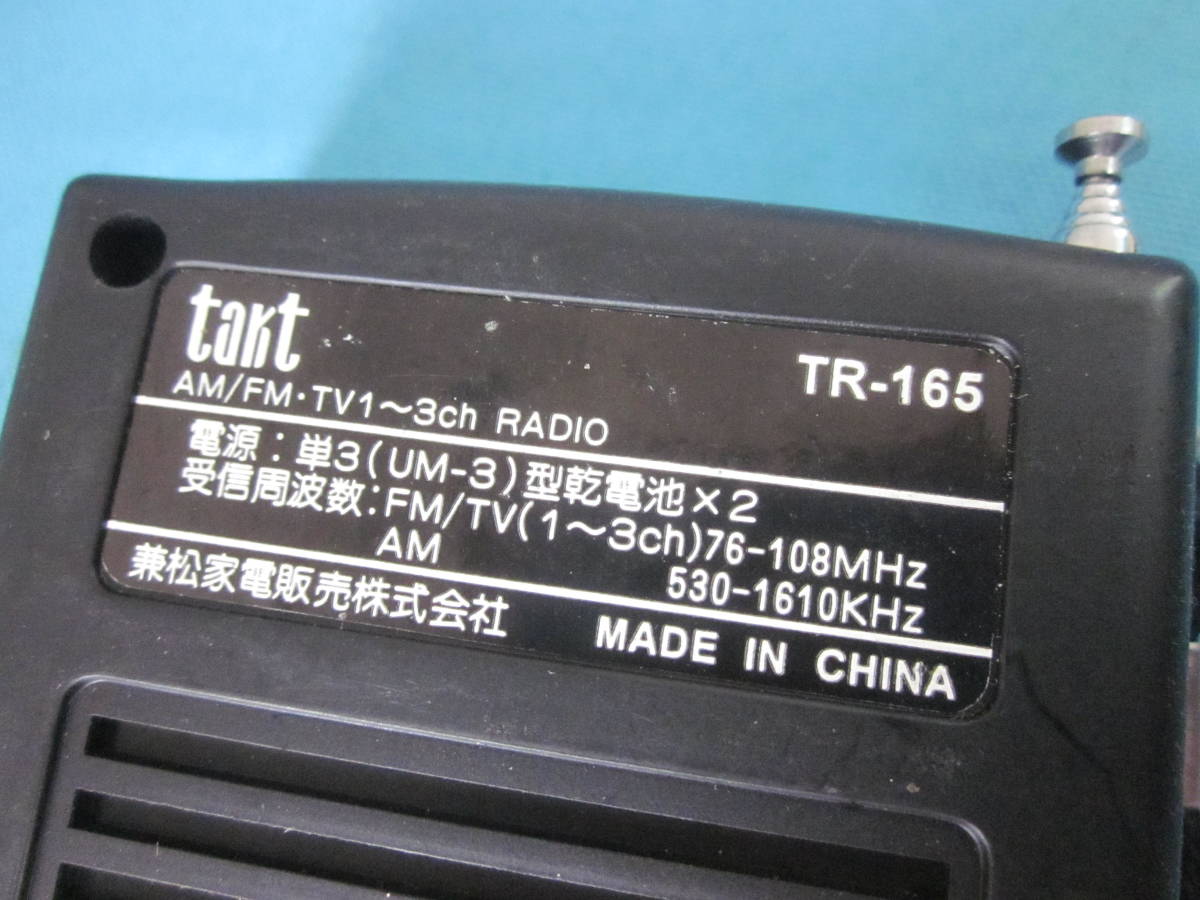 takt
TR-165
AM/FM・TV1〜3ch RADIO
電源：単3(UM-3)型乾電池×2
受信周波数：FM/TV(1〜3ch)76-108MHz
AM 530-1610KHz
兼松家電販売株式会社 MADE IN CHINA